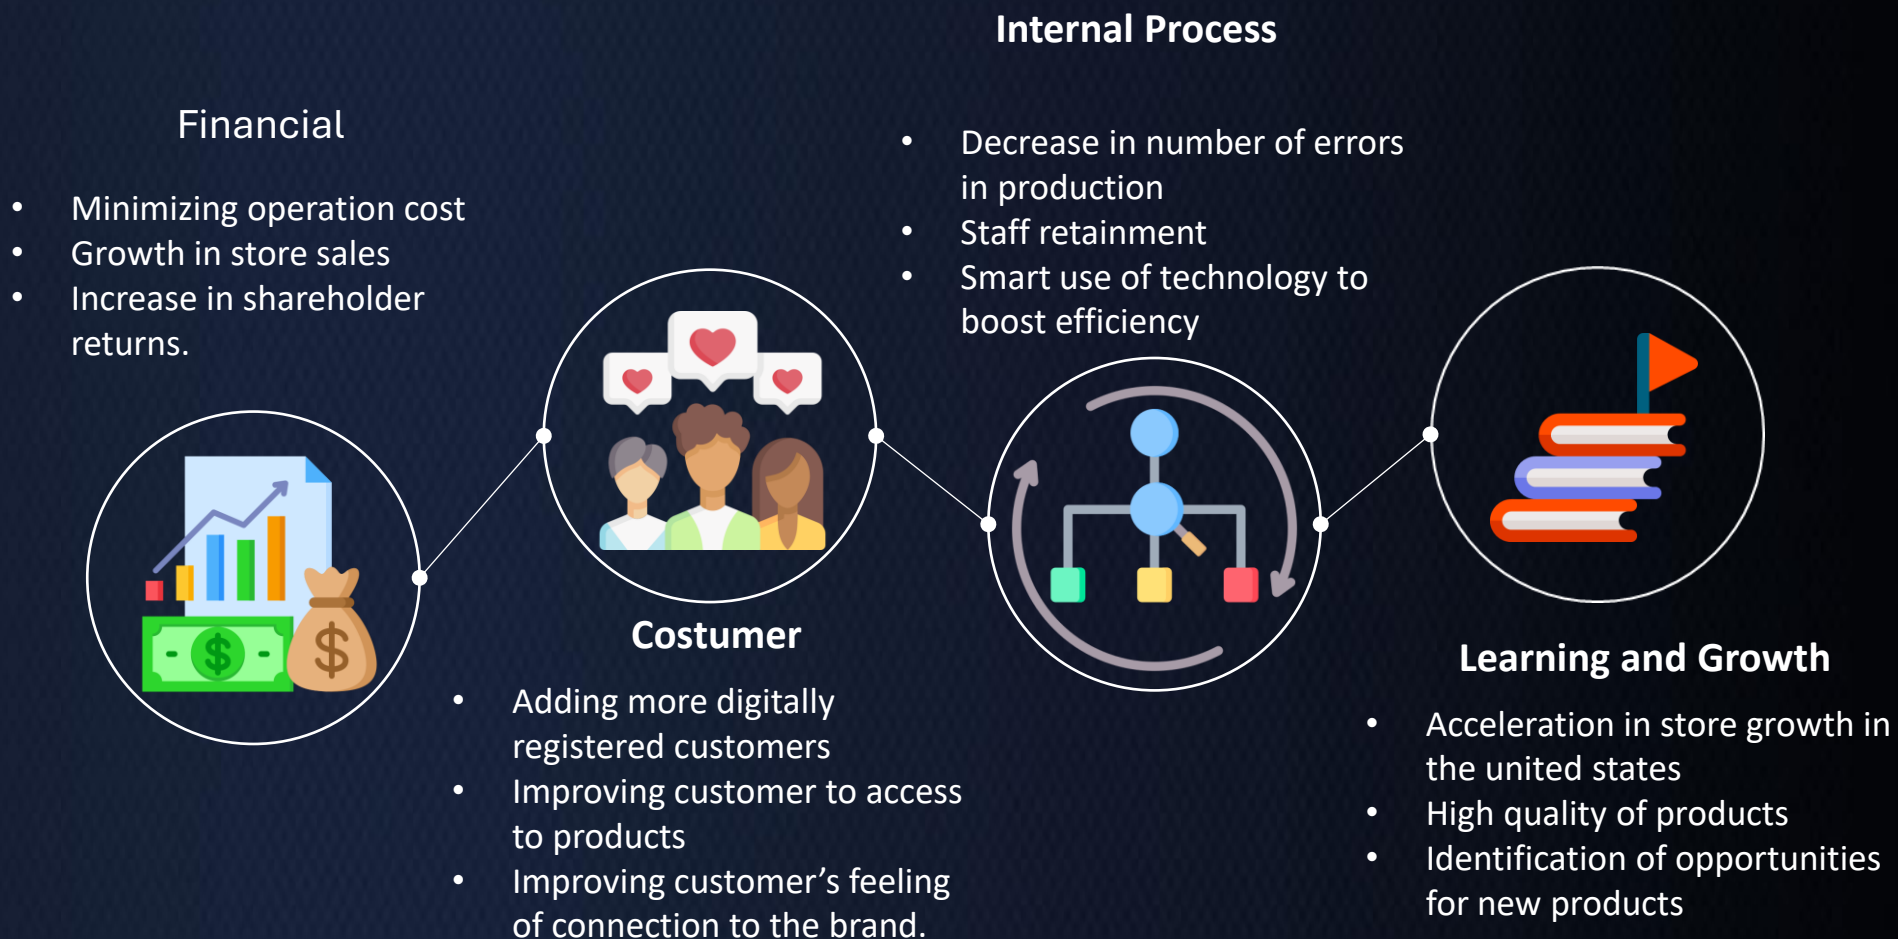 Financial
• Minimizing operation cost
• Growth in store sales
• Increase in shareholder
returns.
Costumer
• Adding more digitally
registered customers
• Improving customer to access
to products
• Improving customer’s feeling
of connection to the brand.
Internal Process
• Decrease in number of errors
in production
• Staff retainment
• Smart use of technology to
boost efficiency
Learning and Growth
• Acceleration in store growth in
the united states
• High quality of products
• Identification of opportunities
for new products